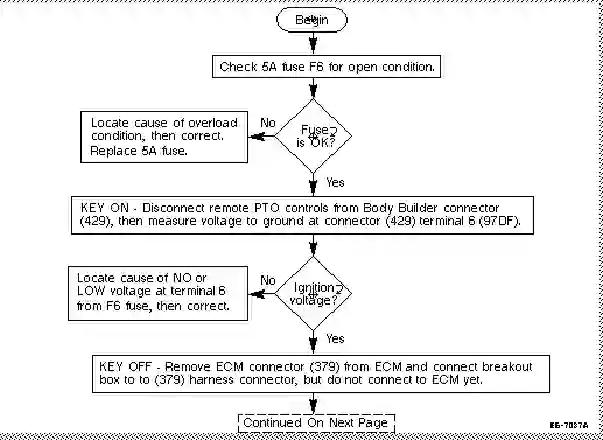 Begin
Check 5A fuse F6 for open condition.
Locate cause of overload
condition, then correct.
Replace 5A fuse.
No
Fuse
is OK?
Yes
KEY ON - Disconnect remote PTO controls from Body Builder connector
(429), then measure voltage to ground at connector (429) terminal 6 (97DF).
Locate cause of NO or
LOW voltage at terminal 6
from F6 fuse, then correct.
No
Ignition
voltage?
Yes
KEY OFF - Remove ECM connector (379) from ECM and connect breakout
box to to (379) harness connector, but do not connect to ECM yet.
Continued On Next Page